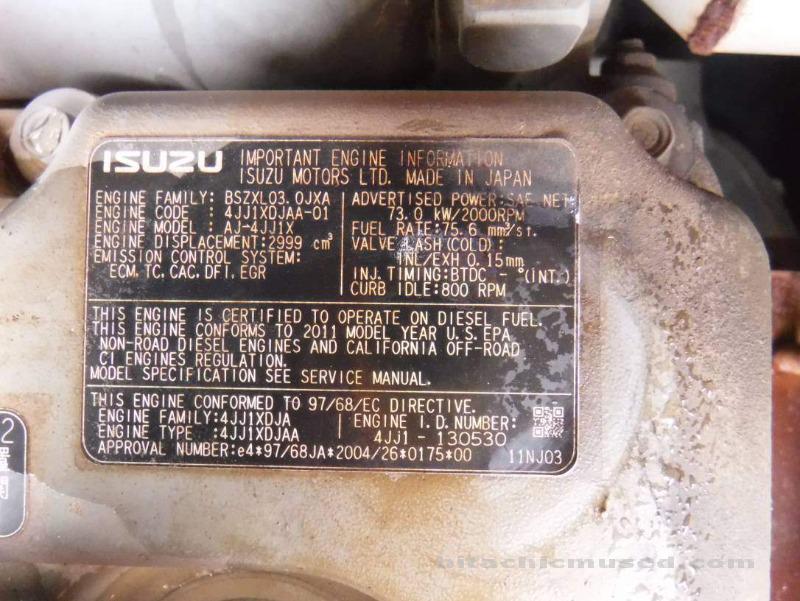 ISUZU IMPORTANT ENGINE INFORMATION
ISUZU MOTORS LTD. MADE IN JAPAN
ENGINE FAMILY: BSZXL03.0JXA
ENGINE CODE : 4JJ1XDJAA-01
ENGINE MODEL : AJ-4JJ1X
ENGINE DISPLACEMENT:2999 cm³
EMISSION CONTROL SYSTEM:
ECM, TC, CAC, DFI, EGR
ADVERTISED POWER:SAE NET
73.0 kW/2000RPM
FUEL RATE:75.6 mm³/st.
VALVE LASH(COLD):
INL/EXH 0.15mm
INJ. TIMING:BTDC - °(INT.)
CURB IDLE:800 RPM
THIS ENGINE IS CERTIFIED TO OPERATE ON DIESEL FUEL.
THIS ENGINE CONFORMS TO 2011 MODEL YEAR U.S.EPA
NON-ROAD DIESEL ENGINES AND CALIFORNIA OFF-ROAD
CI ENGINES REGULATION.
MODEL SPECIFICATION SEE SERVICE MANUAL.
THIS ENGINE CONFORMED TO 97/68/EC DIRECTIVE.
ENGINE FAMILY:4JJ1XDJA
ENGINE TYPE :4JJ1XDJAA
ENGINE I.D. NUMBER:
4JJ1 - 130530
APPROVAL NUMBER:e4*97/68JA*2004/26*0175*00
11NJ03
2
bitachicmused.com